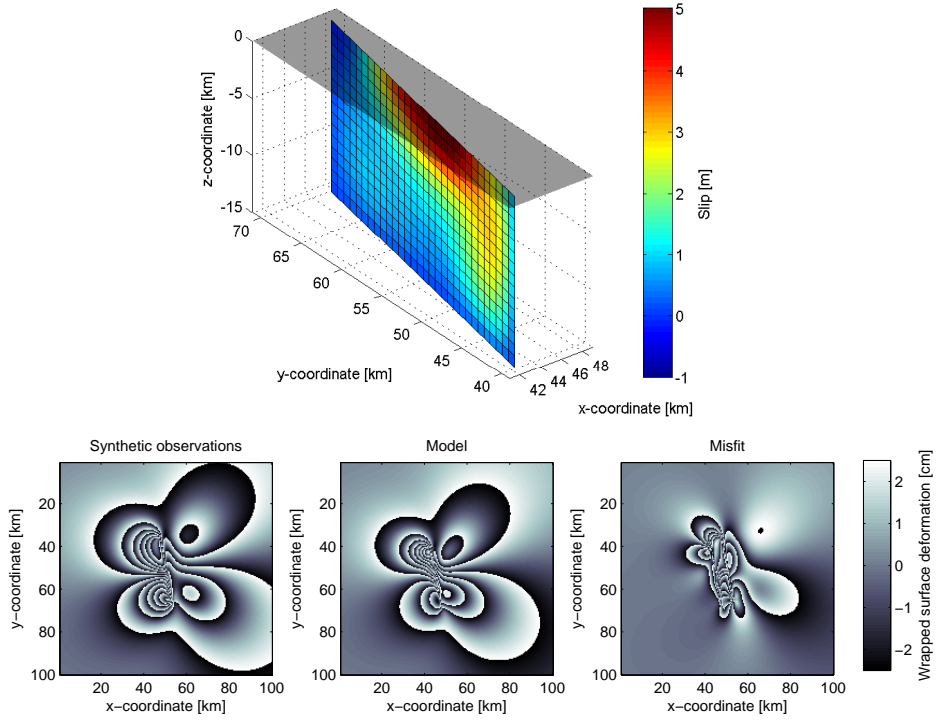 0
-5
-10
-15
z-coordinate [km]
70
65
60
55
50
45
40
y-coordinate [km]
42
44
46
48
x-coordinate [km]
5
4
3
2
1
0
-1
Slip [m]
Synthetic observations
20
40
60
80
100
y−coordinate [km]
20 40 60 80 100
x−coordinate [km]
Model
20
40
60
80
100
y−coordinate [km]
20 40 60 80 100
x−coordinate [km]
Misfit
20
40
60
80
100
y−coordinate [km]
20 40 60 80 100
x−coordinate [km]
2
1
0
−1
−2
Wrapped surface deformation [cm]